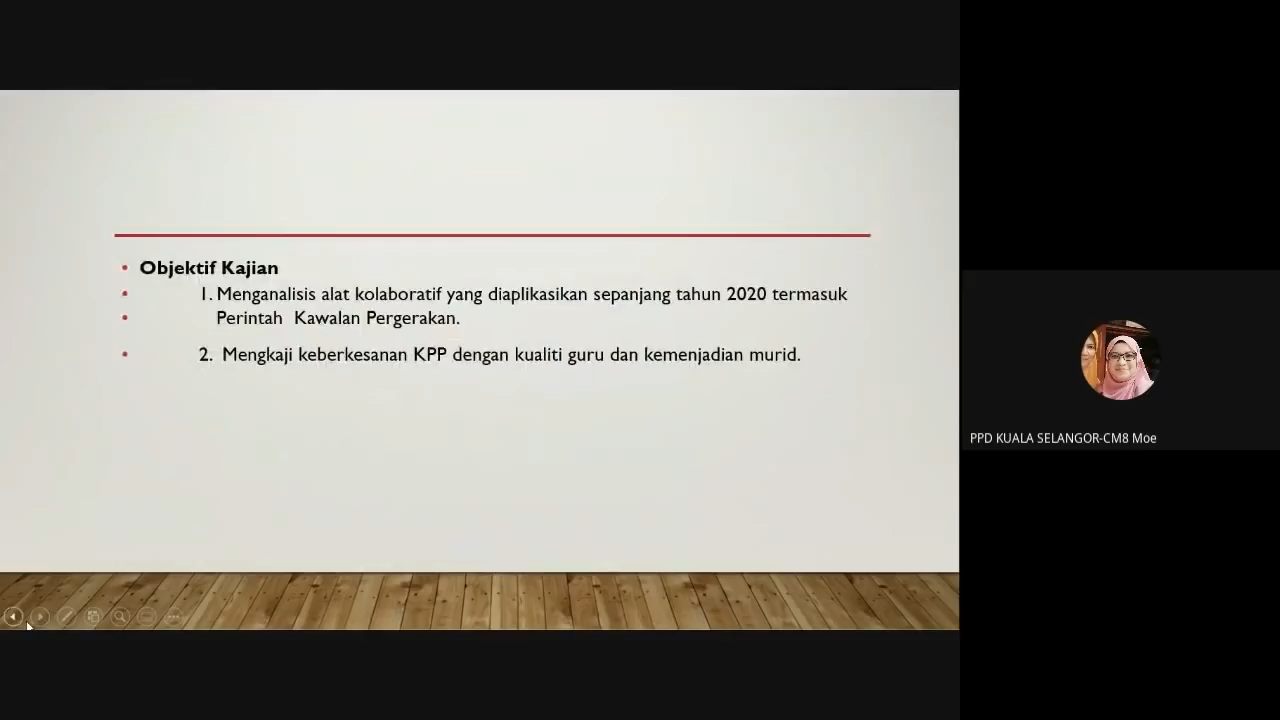 Objektif Kajian
1. Menganalisis alat kolaboratif yang diaplikasikan sepanjang tahun 2020 termasuk
Perintah Kawalan Pergerakan.
2. Mengkaji keberkesanan KPP dengan kualiti guru dan kemenjadian murid.
PPD KUALA SELANGOR-CM8 Moe